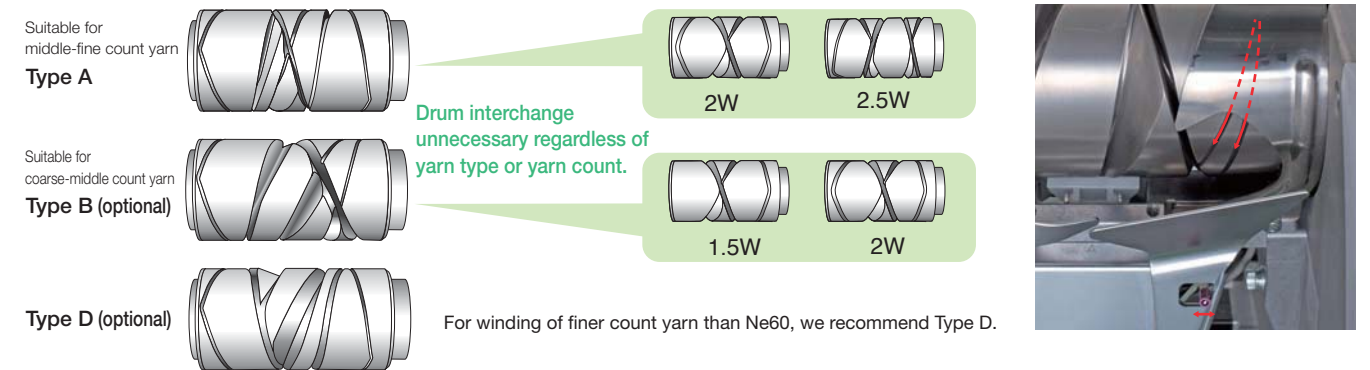 Suitable for
middle-fine count yarn
Type A
2W
2.5W
Drum interchange
unnecessary regardless of
yarn type or yarn count.
Suitable for
coarse-middle count yarn
Type B (optional)
1.5W
2W
Type D (optional)
For winding of finer count yarn than Ne60, we recommend Type D.